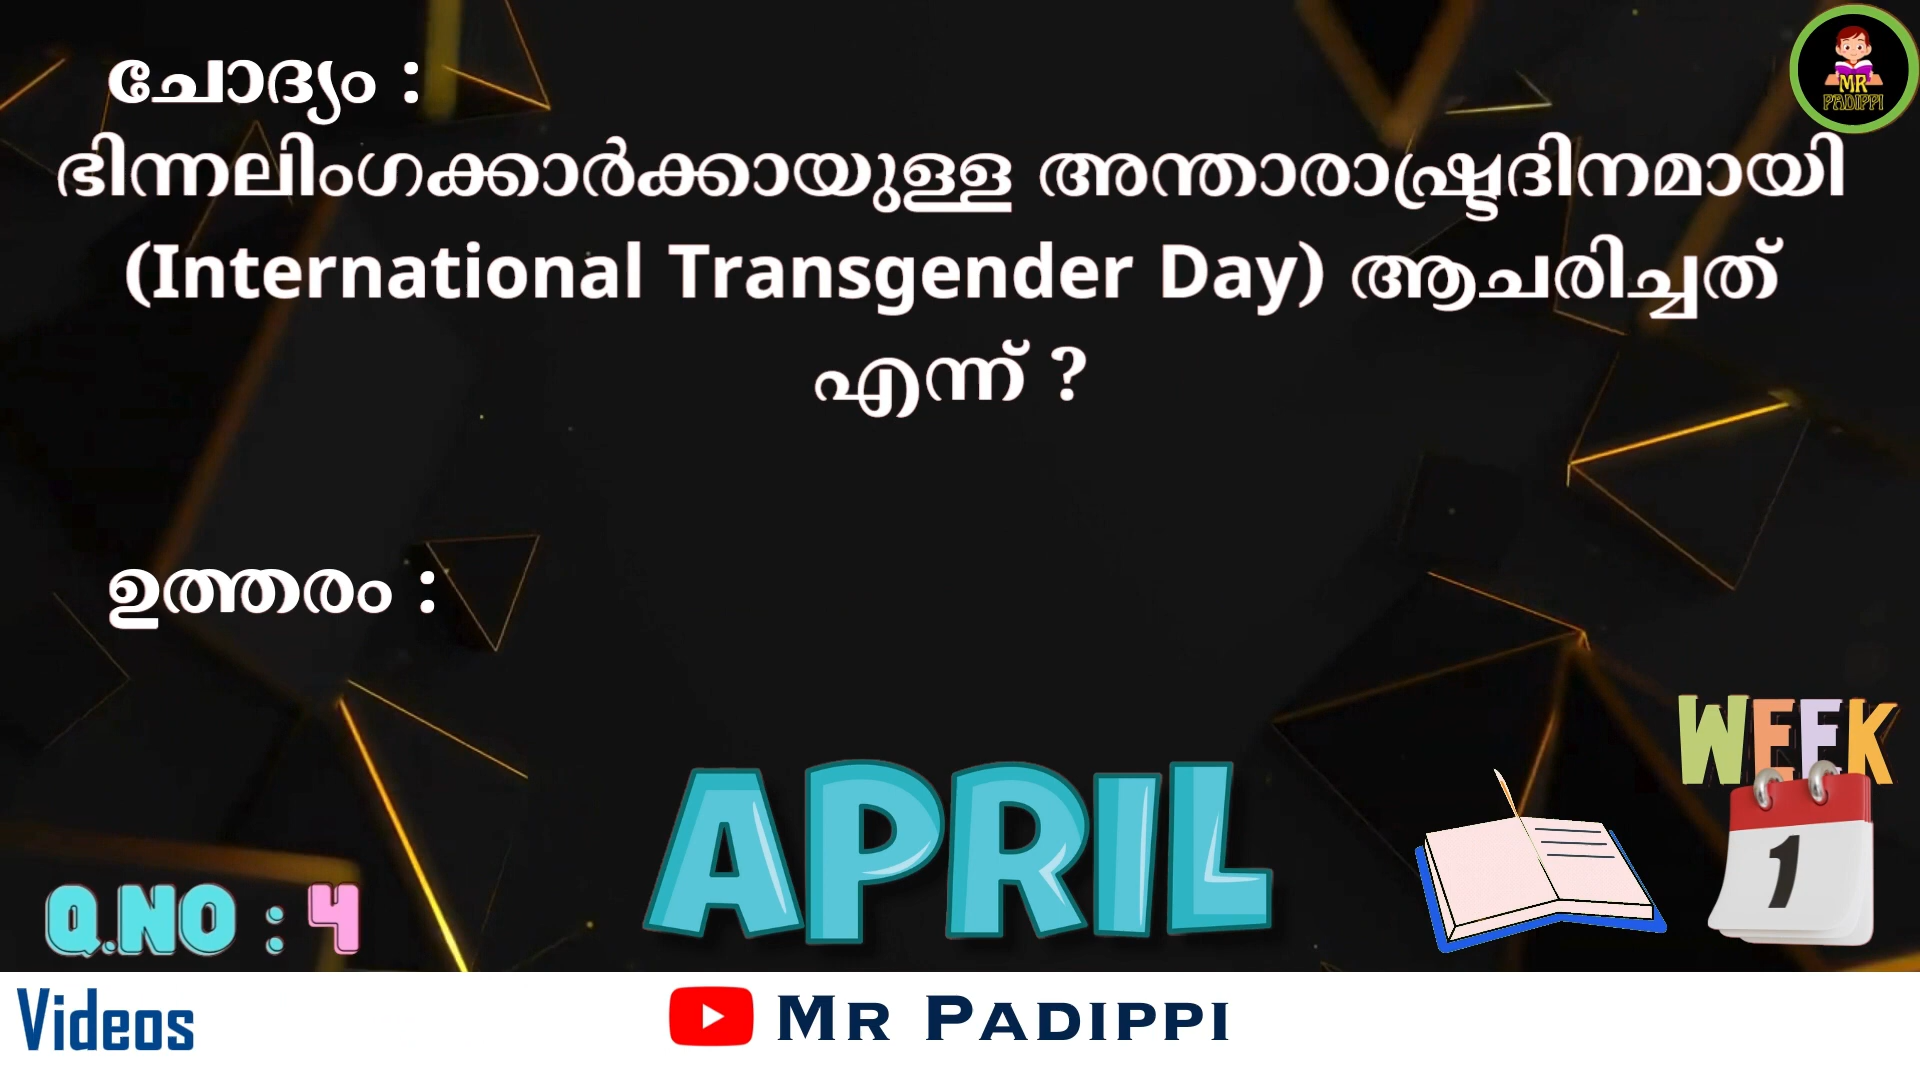 MR
PADIPPI
ചോദ്യം :
ഭിന്നലിംഗക്കാർക്കായുള്ള അന്താരാഷ്ട്രദിനമായി
(International Transgender Day) ആചരിച്ചത്
എന്ന് ?
ഉത്തരം :
WEEK
1
APRIL
Q.NO : 4
Videos
MR PADIPPI